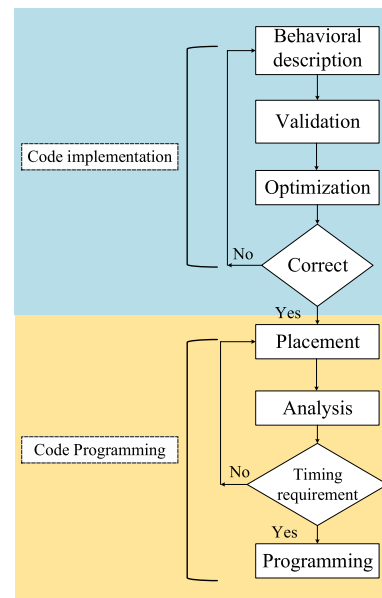 Behavioral
description
Validation
Code implementation
Optimization
No
Correct
Yes
Placement
Analysis
Code Programming
No
Timing
requirement
Yes
Programming